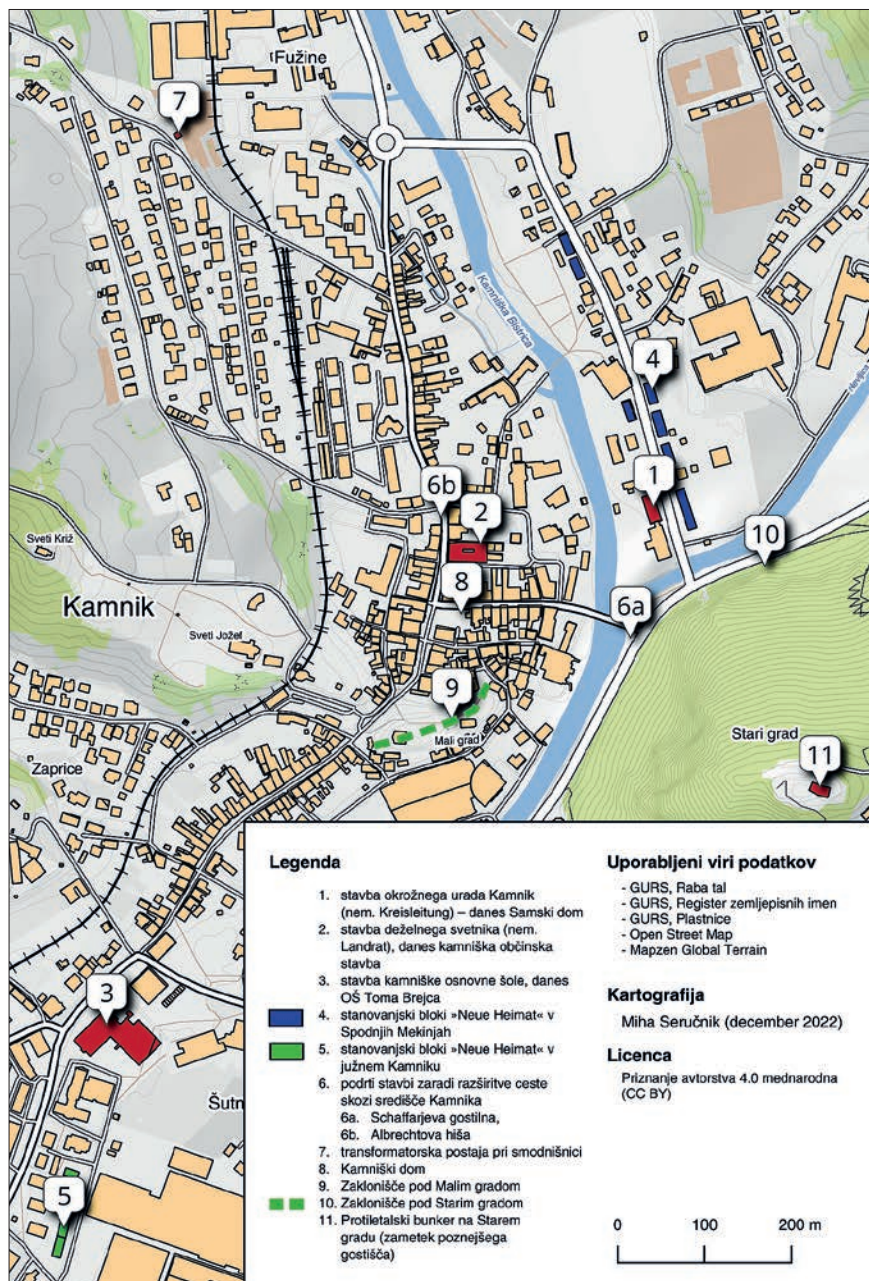 Fužine
7
Kamniška Bistrica
4
1
6b
2
10
Sveti Križ
8
6a
Kamnik
Sveti Jožef
9
Mali grad
Stari grad
11
Zaprice
3
Šutn
5
Legenda
1. stavba okrožnega urada Kamnik
(nem. Kreisleitung) – danes Samski dom
2. stavba deželnega svetnika (nem.
Landrat), danes kamniška občinska
stavba
3. stavba kamniške osnovne šole, danes
OŠ Toma Brejca
4. stanovanjski bloki »Neue Heimat« v
Spodnjih Mekinjah
5. stanovanjski bloki »Neue Heimat« v
južnem Kamniku
6. podrti stavbi zaradi razširitve ceste
skozi središče Kamnika
6a. Schaffarjeva gostilna,
6b. Albrechtova hiša
7. transformatorska postaja pri smodnišnici
8. Kamniški dom
9. Zaklonišče pod Malim gradom
10. Zaklonišče pod Starim gradom
11. Protiletalski bunker na Starem
gradu (zametek poznejšega
gostišča)
Uporabljeni viri podatkov
- GURS, Raba tal
- GURS, Register zemljepisnih imen
- GURS, Plastnice
- Open Street Map
- Mapzen Global Terrain
Kartografija
Miha Seručnik (december 2022)
Licenca
Priznanje avtorstva 4.0 mednarodna
(CC BY)
0 100 200 m